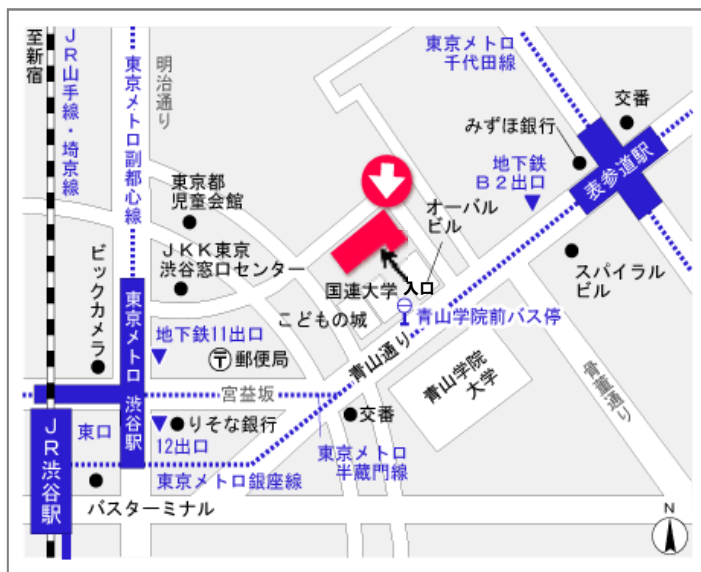 至新宿
JR山手線・埼京線
東京メトロ副都心線
明治通り
東京メトロ
千代田線
交番
みずほ銀行
地下鉄
B2出口
表参道駅
東京都
児童会館
オーバル
ビル
JKK東京
渋谷窓口センター
ビックカメラ
国連大学
入口
スパイラル
ビル
こどもの城
青山学院前バス停
東京メトロ 渋谷駅
地下鉄11出口
〒郵便局
青山通り
青山学院
大学
骨董通り
宮益坂
JR渋谷駅
東口
りそな銀行
12出口
交番
東京メトロ
半蔵門線
東京メトロ銀座線
バスターミナル
N